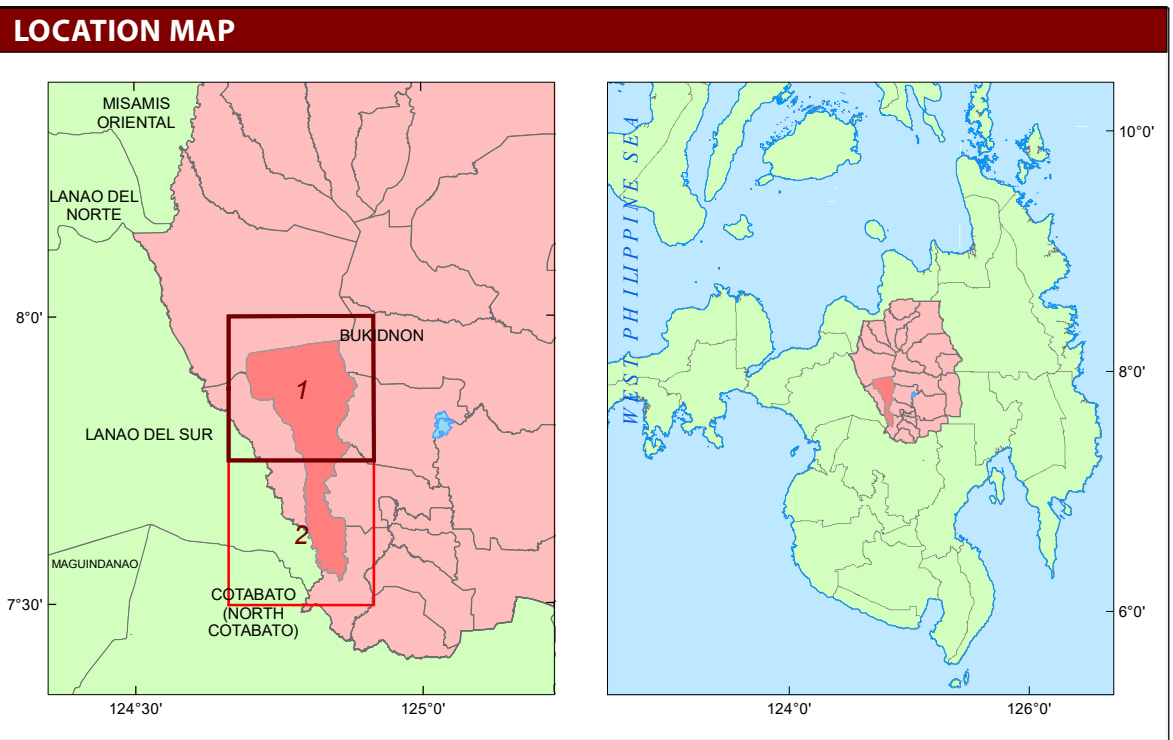 LOCATION MAP
MISAMIS
ORIENTAL
LANAO DEL
NORTE
8°0'
BUKIDNON
1
LANAO DEL SUR
2
MAGUINDANAO
7°30'
COTABATO
(NORTH
COTABATO)
124°30'
125°0'
WEST PHILIPPINE SEA
10°0'
8°0'
6°0'
124°0'
126°0'